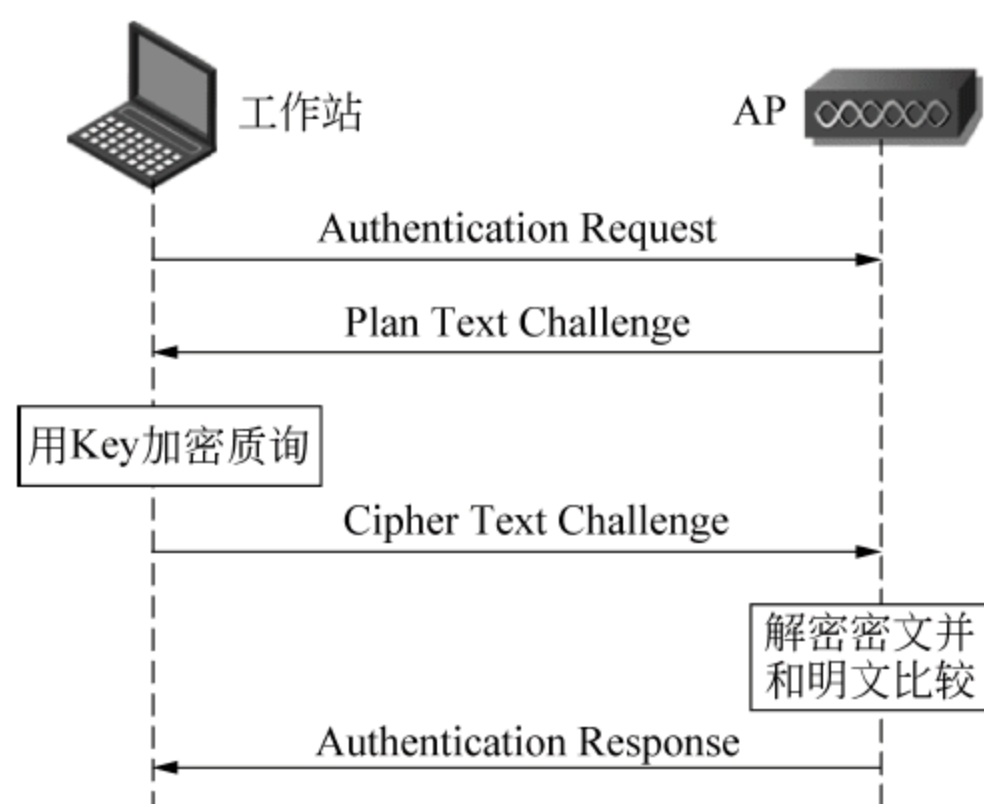 工作站
AP
Authentication Request
Plan Text Challenge
用Key加密质询
Cipher Text Challenge
解密密文并
和明文比较
Authentication Response